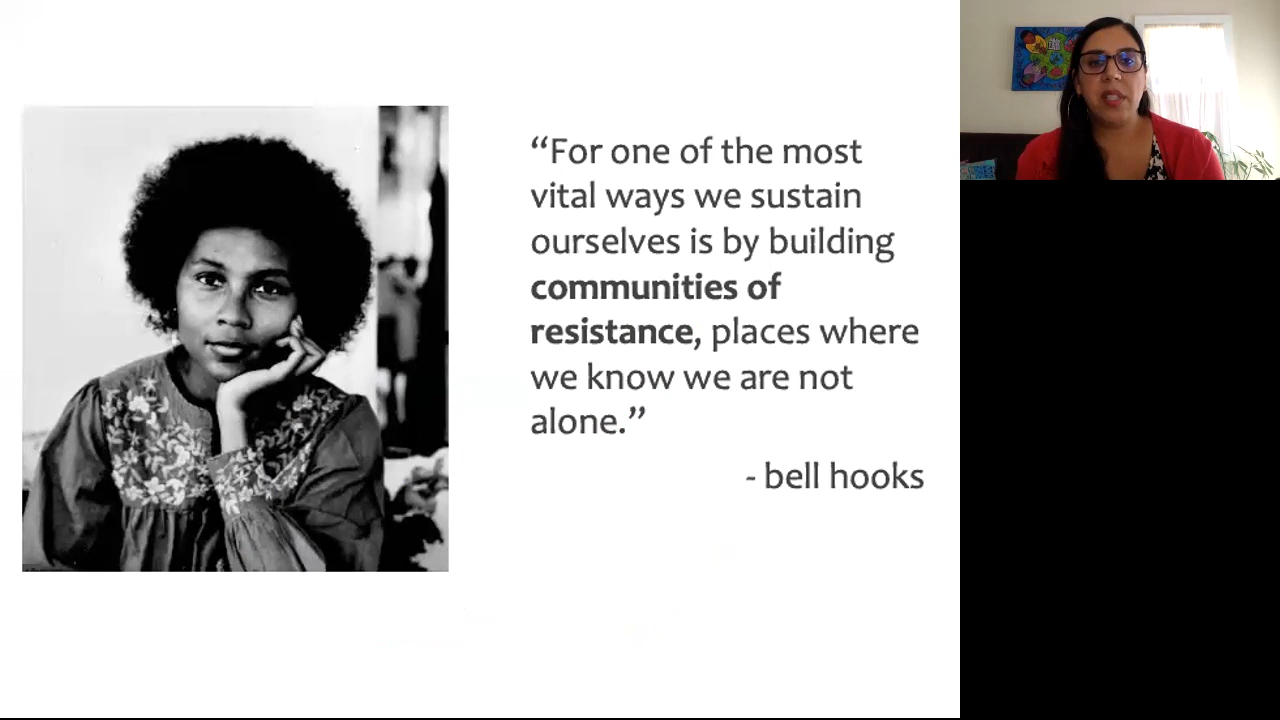 “For one of the most
vital ways we sustain
ourselves is by building
communities of
resistance, places where
we know we are not
alone.”
- bell hooks